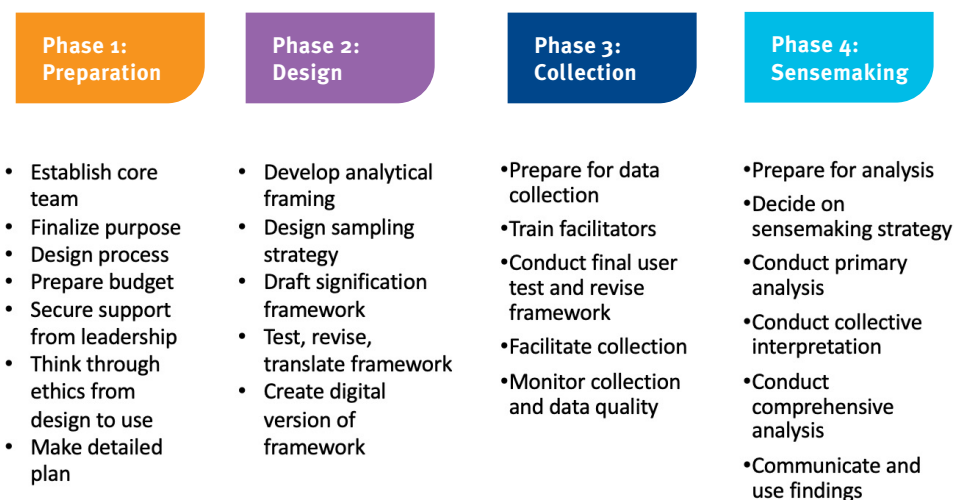 Phase 1:
Preparation
• Establish core
team
• Finalize purpose
• Design process
• Prepare budget
• Secure support
from leadership
• Think through
ethics from
design to use
• Make detailed
plan
Phase 2:
Design
• Develop analytical
framing
• Design sampling
strategy
• Draft signification
framework
• Test, revise,
translate framework
• Create digital
version of
framework
Phase 3:
Collection
•Prepare for data
collection
•Train facilitators
•Conduct final user
test and revise
framework
•Facilitate collection
•Monitor collection
and data quality
Phase 4:
Sensemaking
•Prepare for analysis
•Decide on
sensemaking strategy
•Conduct primary
analysis
•Conduct collective
interpretation
•Conduct
comprehensive
analysis
•Communicate and
use findings